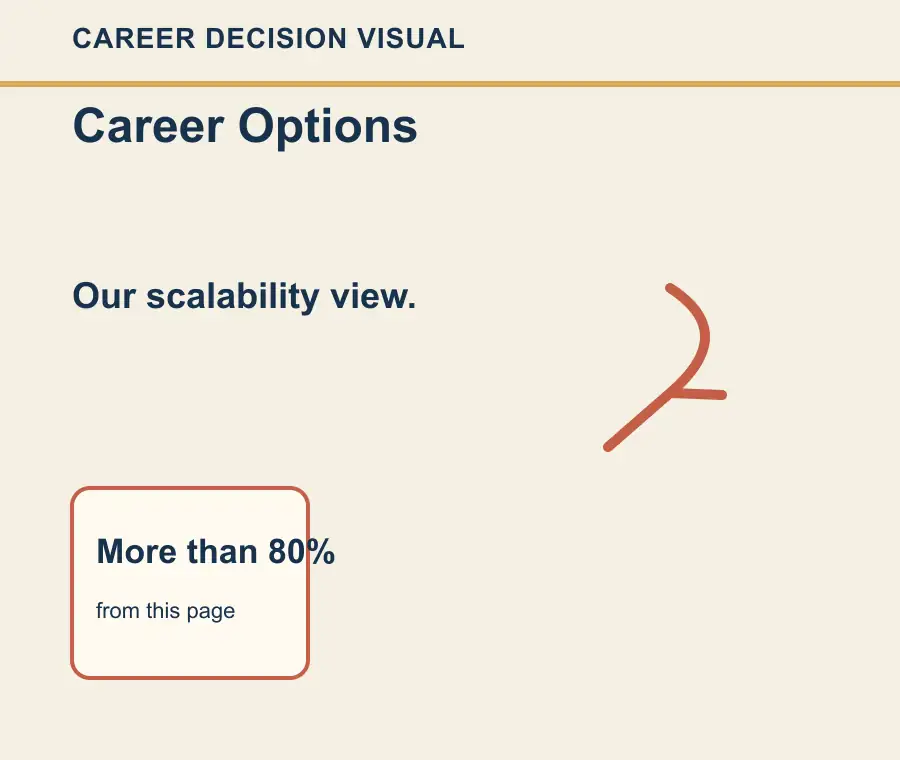 CAREER DECISION VISUAL
Career Options
Our scalability view.
More than 80%
from this page